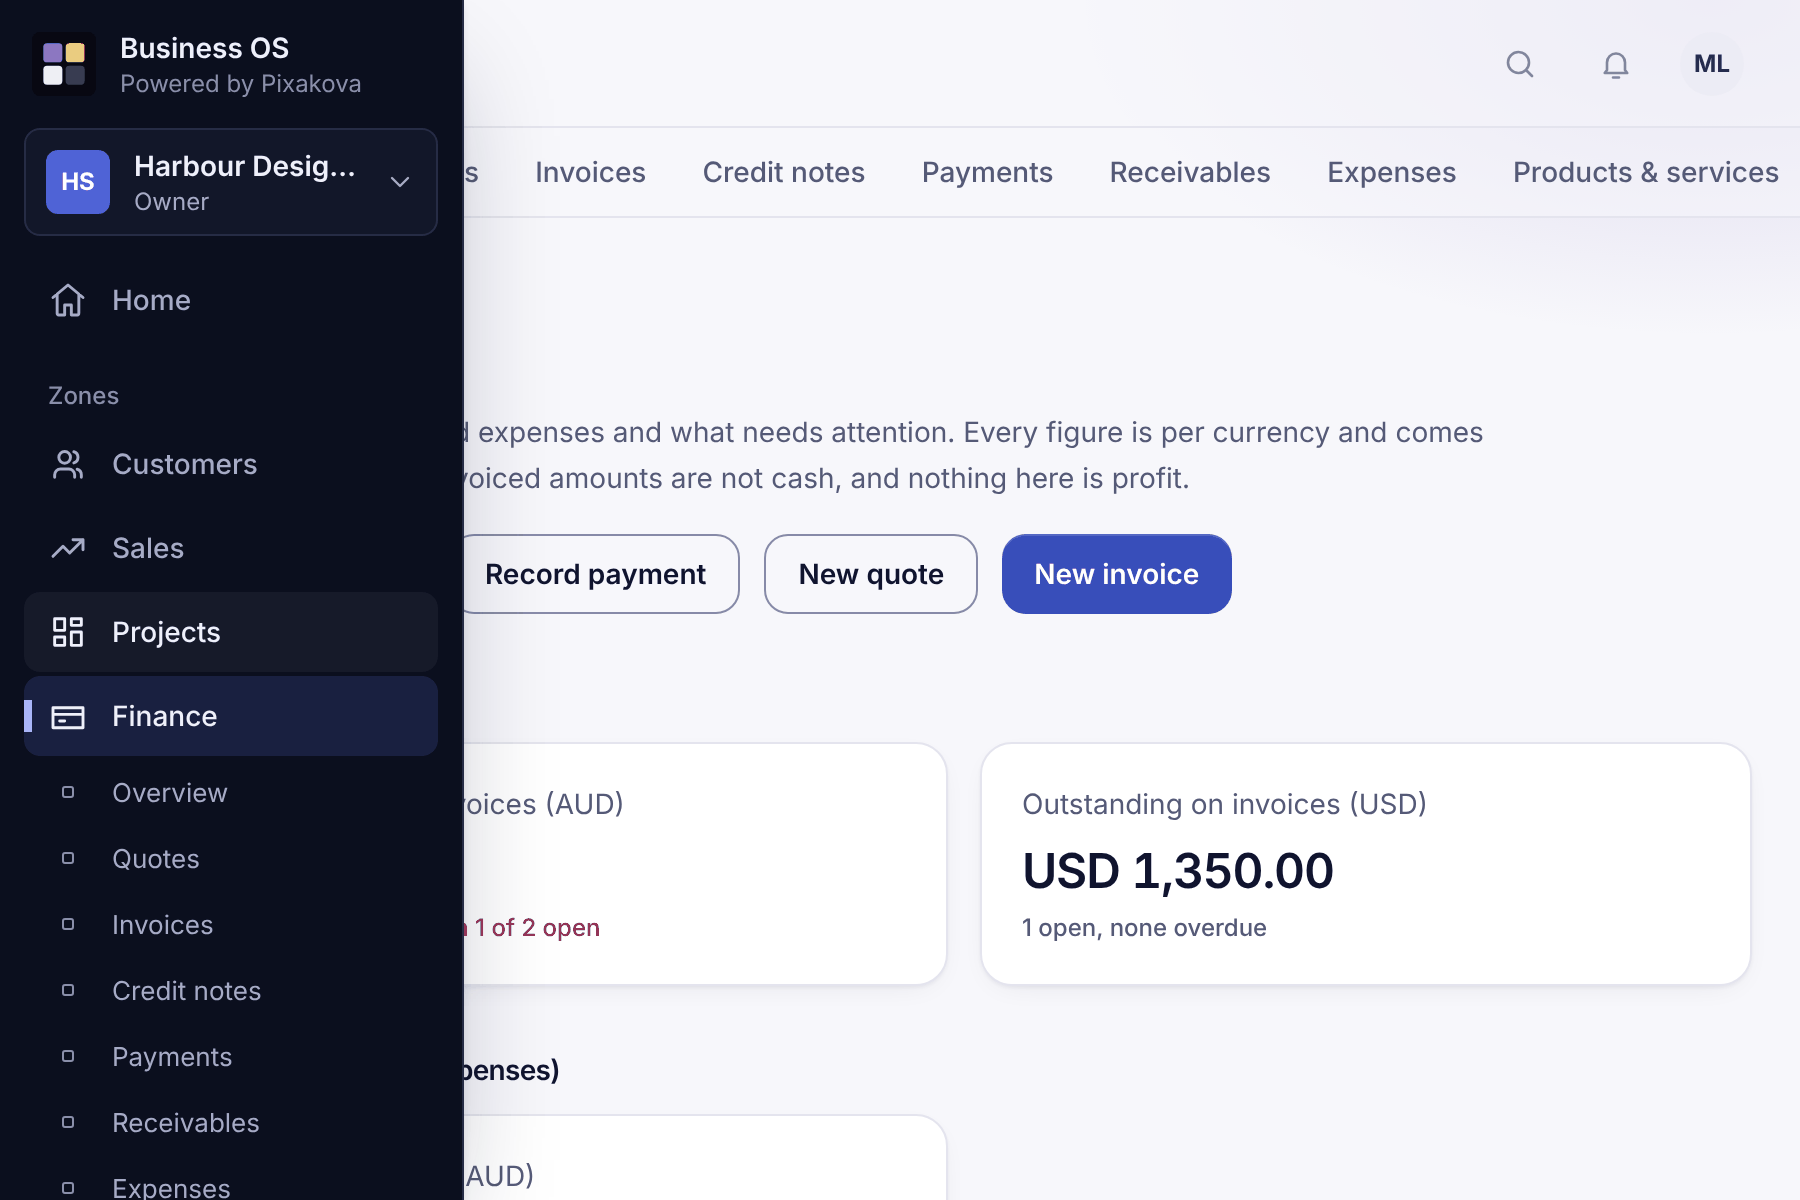 Business OS
Powered by Pixakova
HS
Harbour Desig...
Owner
Home
Zones
Customers
Sales
Projects
Finance
Overview
Quotes
Invoices
Credit notes
Payments
Receivables
Expenses
ML
s
Invoices
Credit notes
Payments
Receivables
Expenses
Products & services
expenses and what needs attention. Every figure is per currency and comes
voiced amounts are not cash, and nothing here is profit.
Record payment
New quote
New invoice
voices (AUD)
1 of 2 open
Outstanding on invoices (USD)
USD 1,350.00
1 open, none overdue
penses)
AUD)